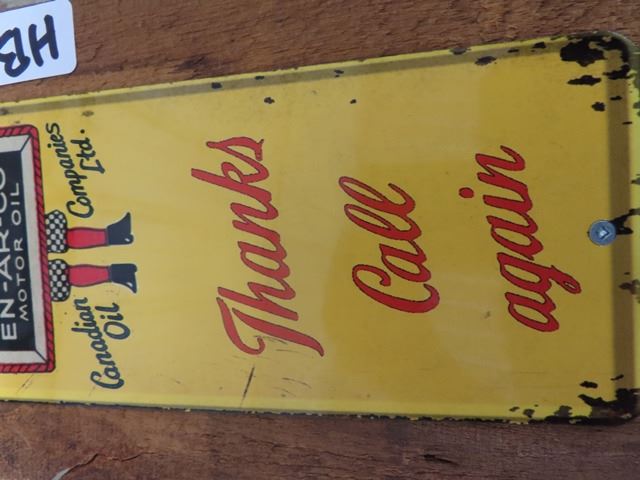 HB
EN-AR-CO
MOTOR OIL
Canadian Companies
Oil Ltd.
Thanks
Call
again